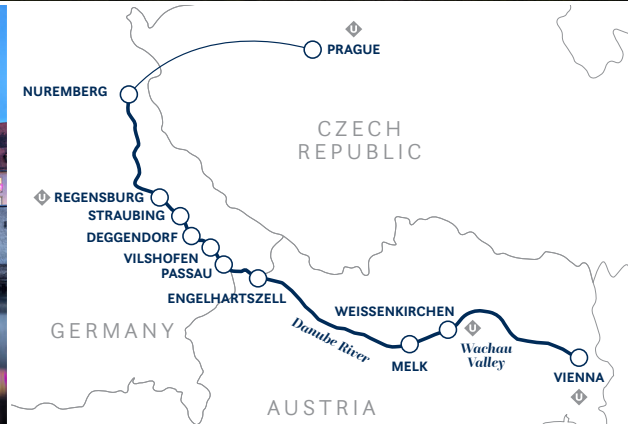 U
PRAGUE
NUREMBERG
CZECH
REPUBLIC
U
REGENSBURG
STRAUBING
DEGGENDORF
VILSHOFEN
PASSAU
ENGELHARTSZELL
WEISSENKIRCHEN
GERMANY
Danube River
U
Wachau
Valley
MELK
VIENNA
U
AUSTRIA